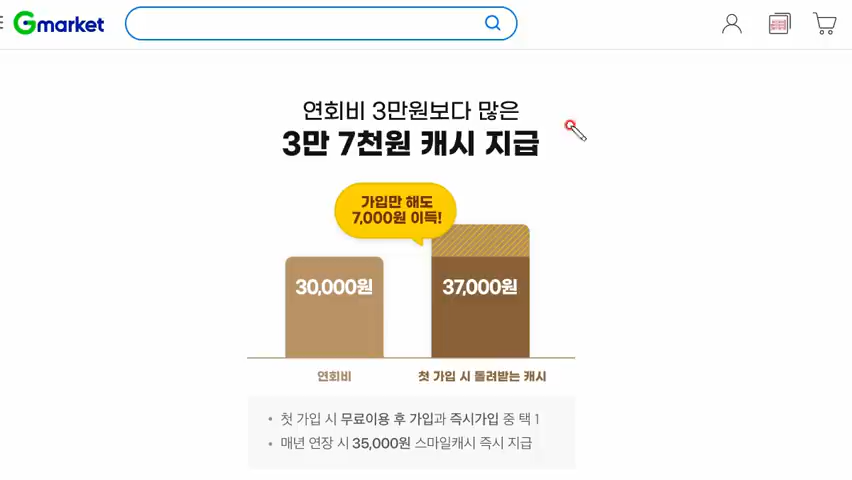 Gmarket
연회비 3만원보다 많은
3만 7천원 캐시 지급
가입만 해도
7,000원 이득!
30,000원
37,000원
연회비
첫 가입 시 돌려받는 캐시
• 첫 가입 시 무료이용 후 가입과 즉시가입 중 택 1
• 매년 연장 시 35,000원 스마일캐시 즉시 지급